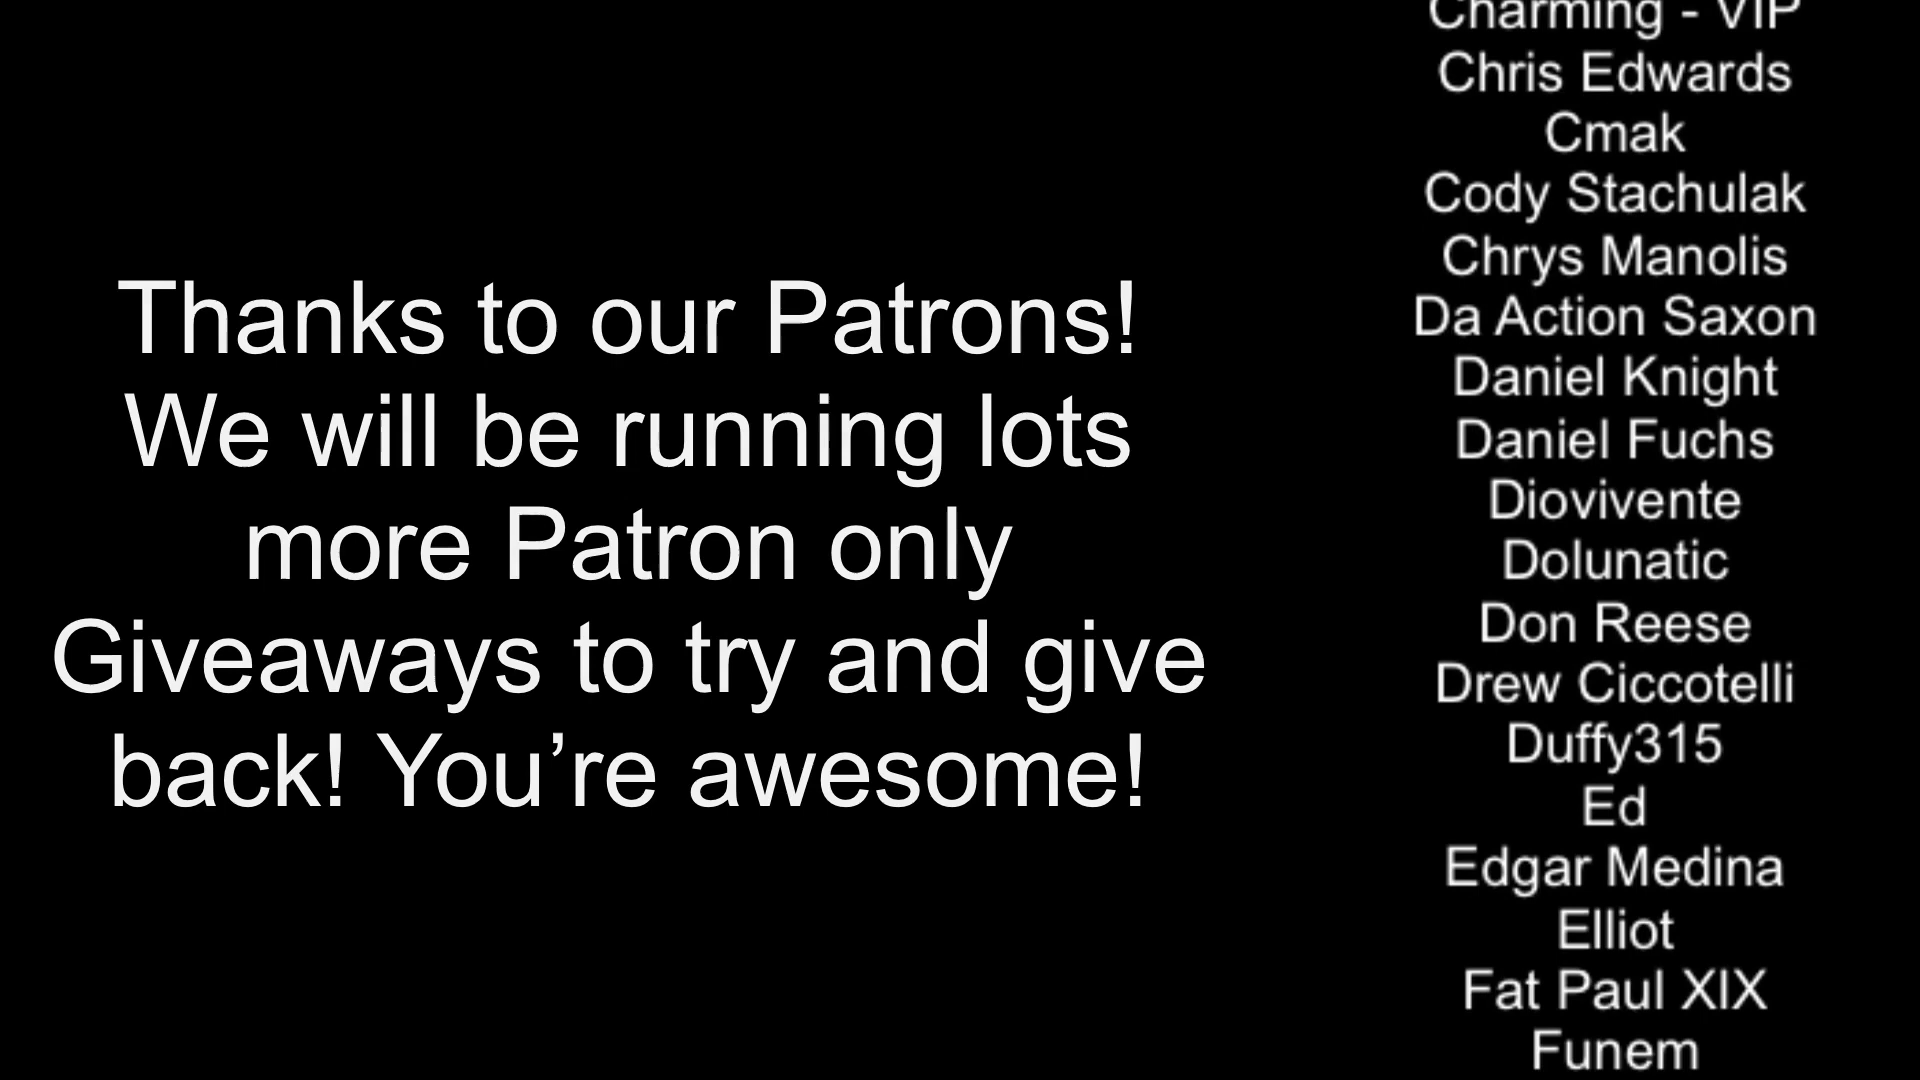 Thanks to our Patrons!
We will be running lots
more Patron only
Giveaways to try and give
back! You’re awesome!
Charming - VIP
Chris Edwards
Cmak
Cody Stachulak
Chrys Manolis
Da Action Saxon
Daniel Knight
Daniel Fuchs
Diovivente
Dolunatic
Don Reese
Drew Ciccotelli
Duffy315
Ed
Edgar Medina
Elliot
Fat Paul XIX
Funem